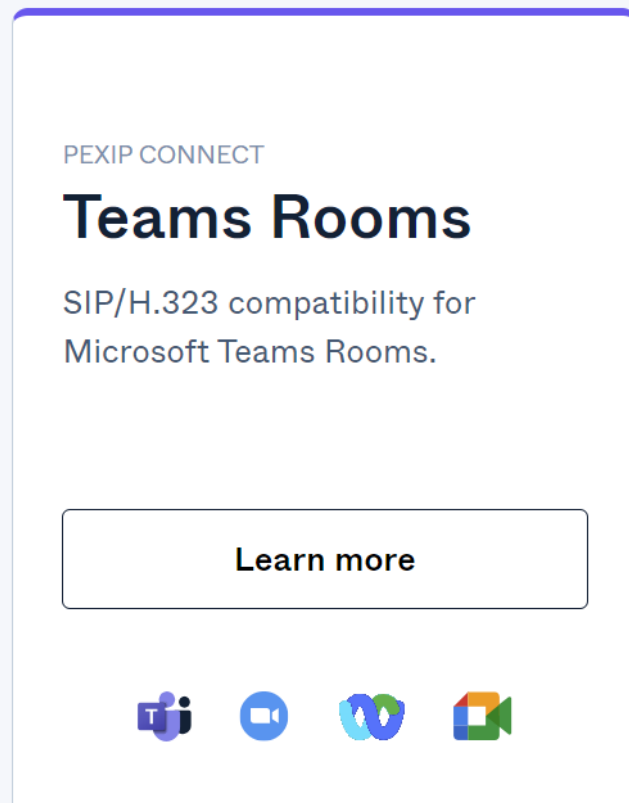 PEXIP CONNECT
Teams Rooms
SIP/H.323 compatibility for
Microsoft Teams Rooms.
Learn more
T